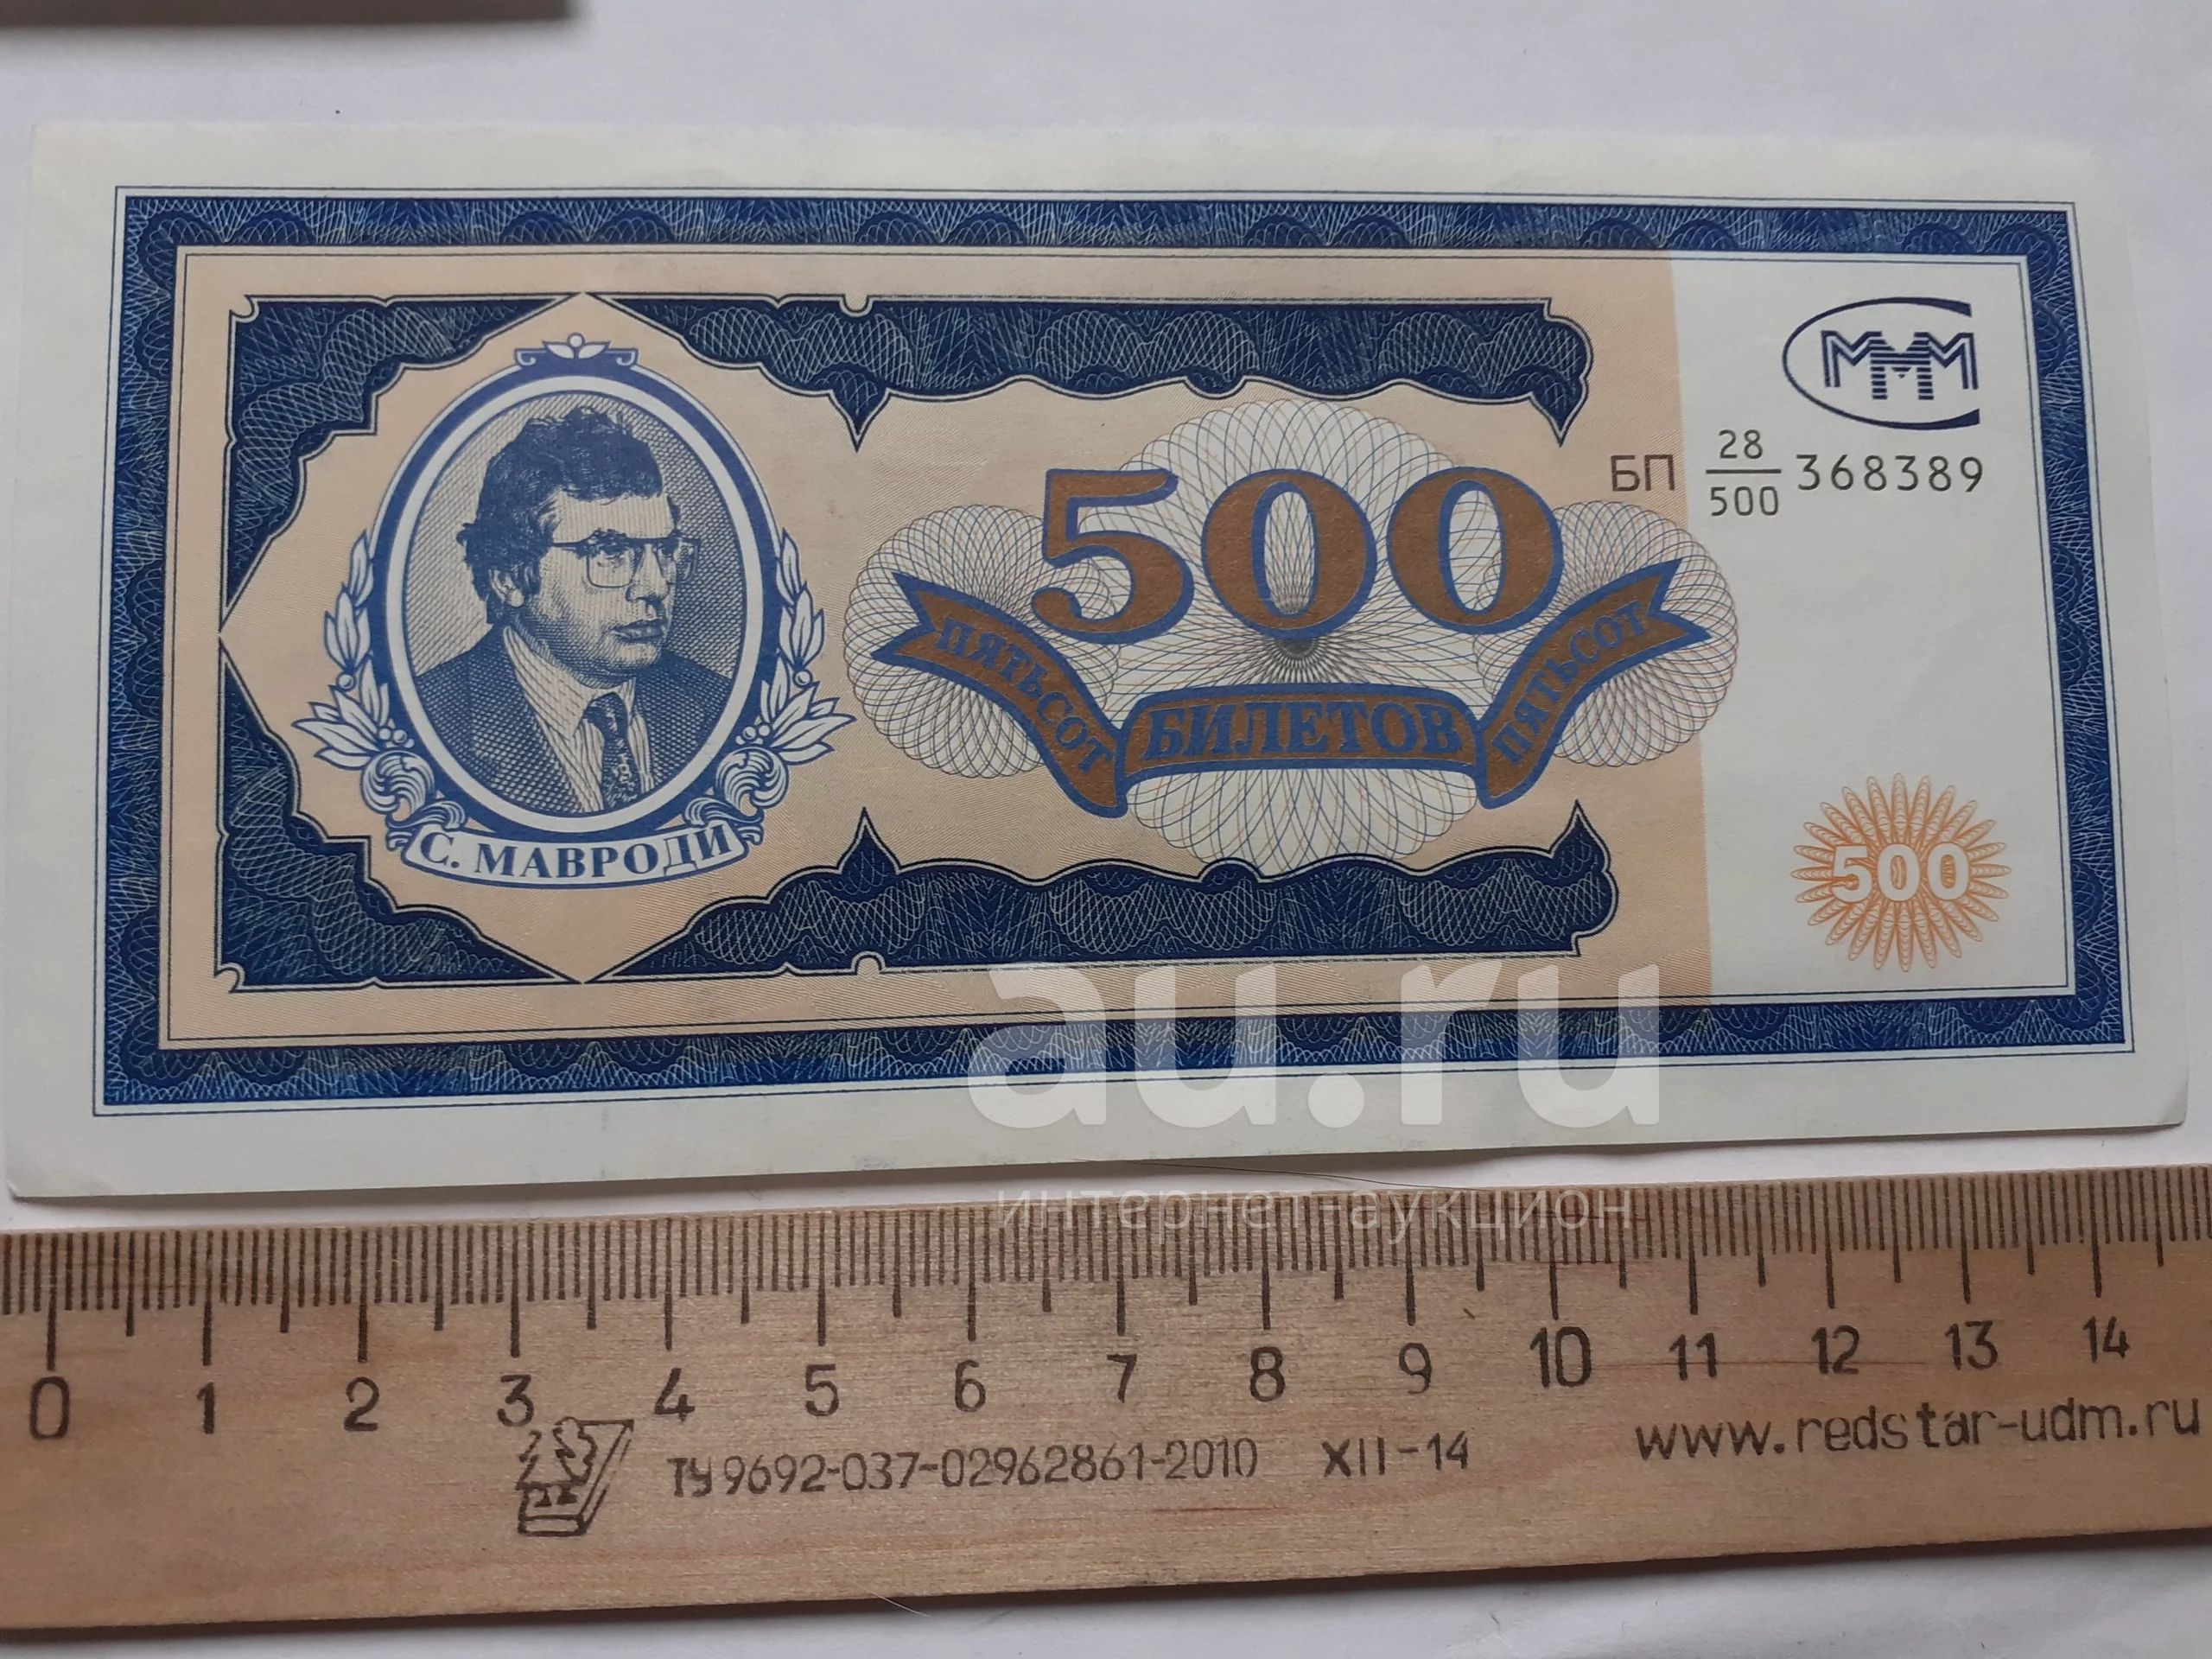 МММ
БП 28/500 368389
500
ПЯТЬСОТ БИЛЕТОВ ПЯТЬСОТ
С. МАВРОДИ
500
au.ru
интернет-аукцион
0 1 2 3 4 5 6 7 8 9 10 11 12 13 14
ТУ 9692-037-02962861-2010 XII-14 www.redstar-udm.ru